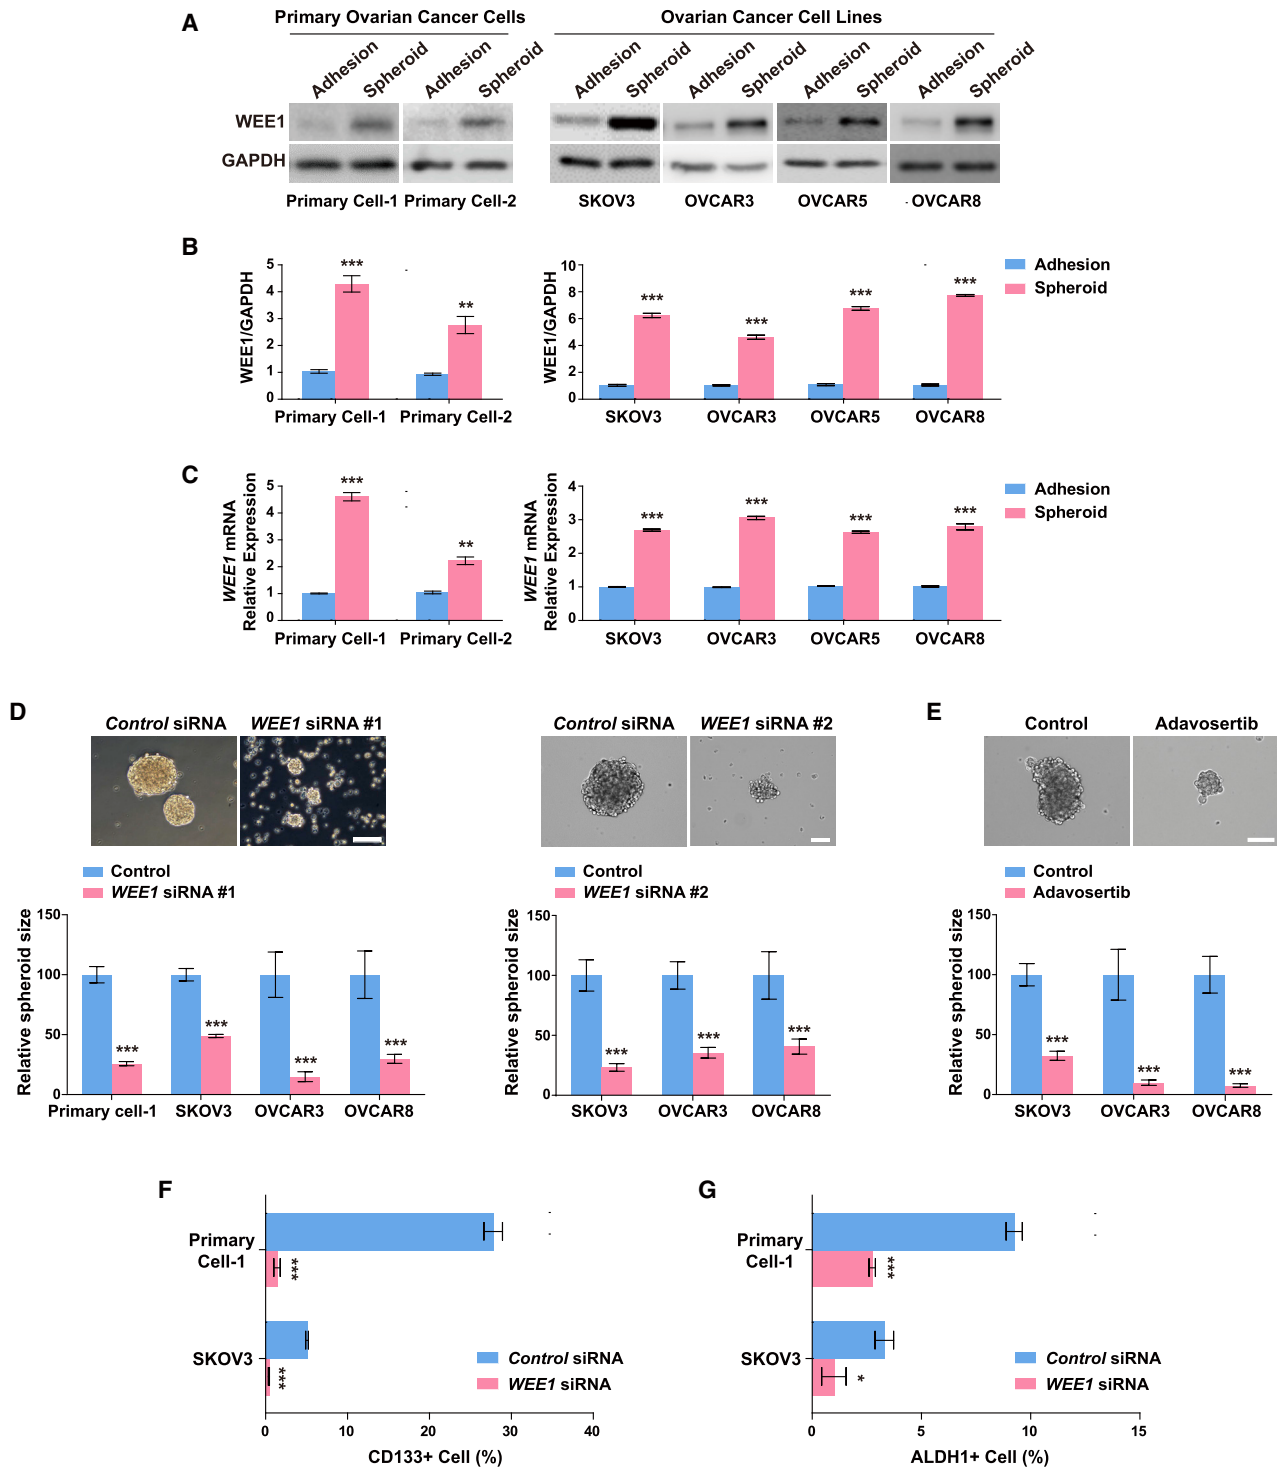 A
Primary Ovarian Cancer Cells
Ovarian Cancer Cell Lines
Adhesion Spheroid Adhesion Spheroid Adhesion Spheroid Adhesion Spheroid Adhesion Spheroid Adhesion Spheroid
WEE1
GAPDH
Primary Cell-1 Primary Cell-2 SKOV3 OVCAR3 OVCAR5 OVCAR8
B
WEE1/GAPDH
5
4
3
2
1
0
***
**
Primary Cell-1 Primary Cell-2
WEE1/GAPDH
10
8
6
4
2
0
***
***
***
***
SKOV3 OVCAR3 OVCAR5 OVCAR8
Adhesion
Spheroid
C
WEE1 mRNA
Relative Expression
5
4
3
2
1
0
***
**
Primary Cell-1 Primary Cell-2
WEE1 mRNA
Relative Expression
4
3
2
1
0
***
***
***
***
SKOV3 OVCAR3 OVCAR5 OVCAR8
Adhesion
Spheroid
D
Control siRNA WEE1 siRNA #1
Control
WEE1 siRNA #1
Relative spheroid size
150
100
50
0
***
***
***
***
Primary cell-1 SKOV3 OVCAR3 OVCAR8
Control siRNA WEE1 siRNA #2
Control
WEE1 siRNA #2
Relative spheroid size
150
100
50
0
***
***
***
SKOV3 OVCAR3 OVCAR8
E
Control Adavosertib
Control
Adavosertib
Relative spheroid size
150
100
50
0
***
***
***
SKOV3 OVCAR3 OVCAR8
F
Primary
Cell-1
***
SKOV3
***
Control siRNA
WEE1 siRNA
0 10 20 30 40
CD133+ Cell (%)
G
Primary
Cell-1
***
SKOV3
*
Control siRNA
WEE1 siRNA
0 5 10 15
ALDH1+ Cell (%)